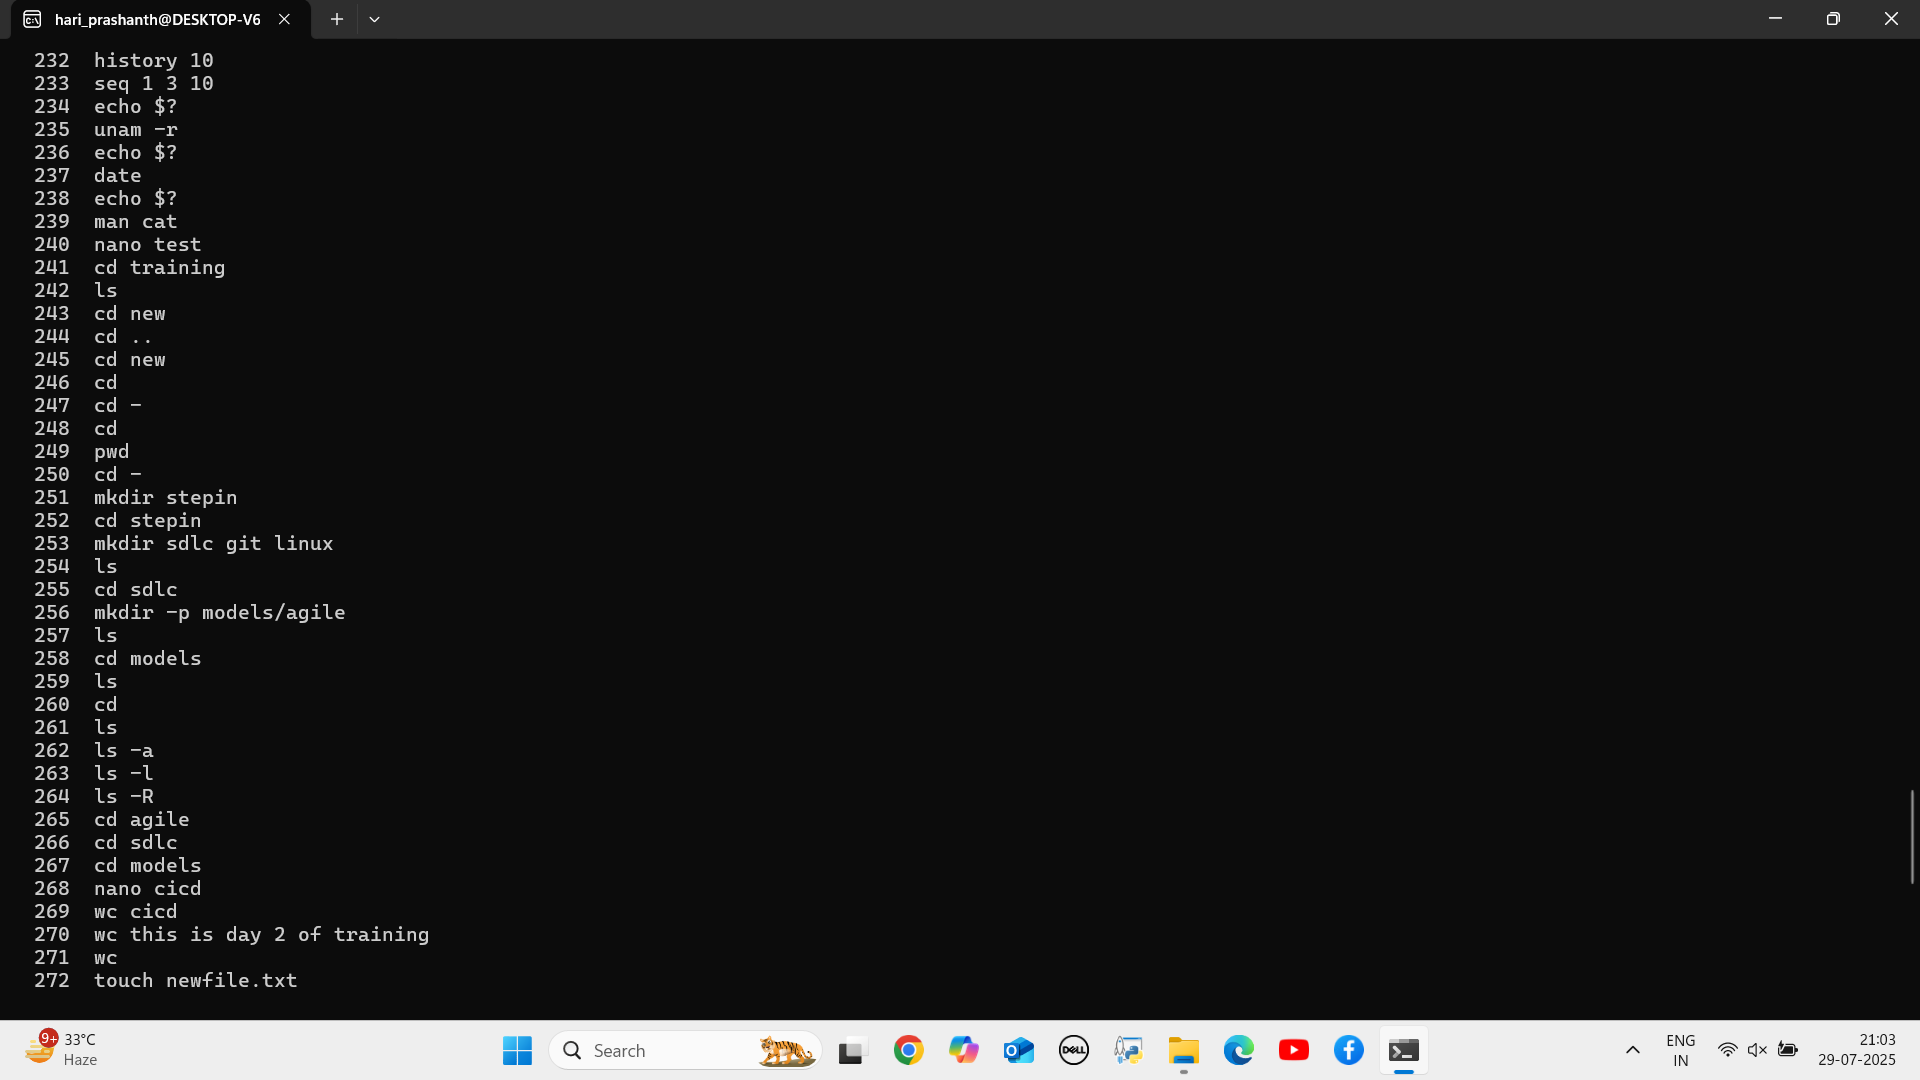 hari_prashanth@DESKTOP-V6
232 history 10
233 seq 1 3 10
234 echo $?
235 unam -r
236 echo $?
237 date
238 echo $?
239 man cat
240 nano test
241 cd training
242 ls
243 cd new
244 cd ..
245 cd new
246 cd
247 cd -
248 cd
249 pwd
250 cd -
251 mkdir stepin
252 cd stepin
253 mkdir sdlc git linux
254 ls
255 cd sdlc
256 mkdir -p models/agile
257 ls
258 cd models
259 ls
260 cd
261 ls
262 ls -a
263 ls -l
264 ls -R
265 cd agile
266 cd sdlc
267 cd models
268 nano cicd
269 wc cicd
270 wc this is day 2 of training
271 wc
272 touch newfile.txt
9+
33°C
Haze
Search
DELL
ENG
IN
21:03
29-07-2025